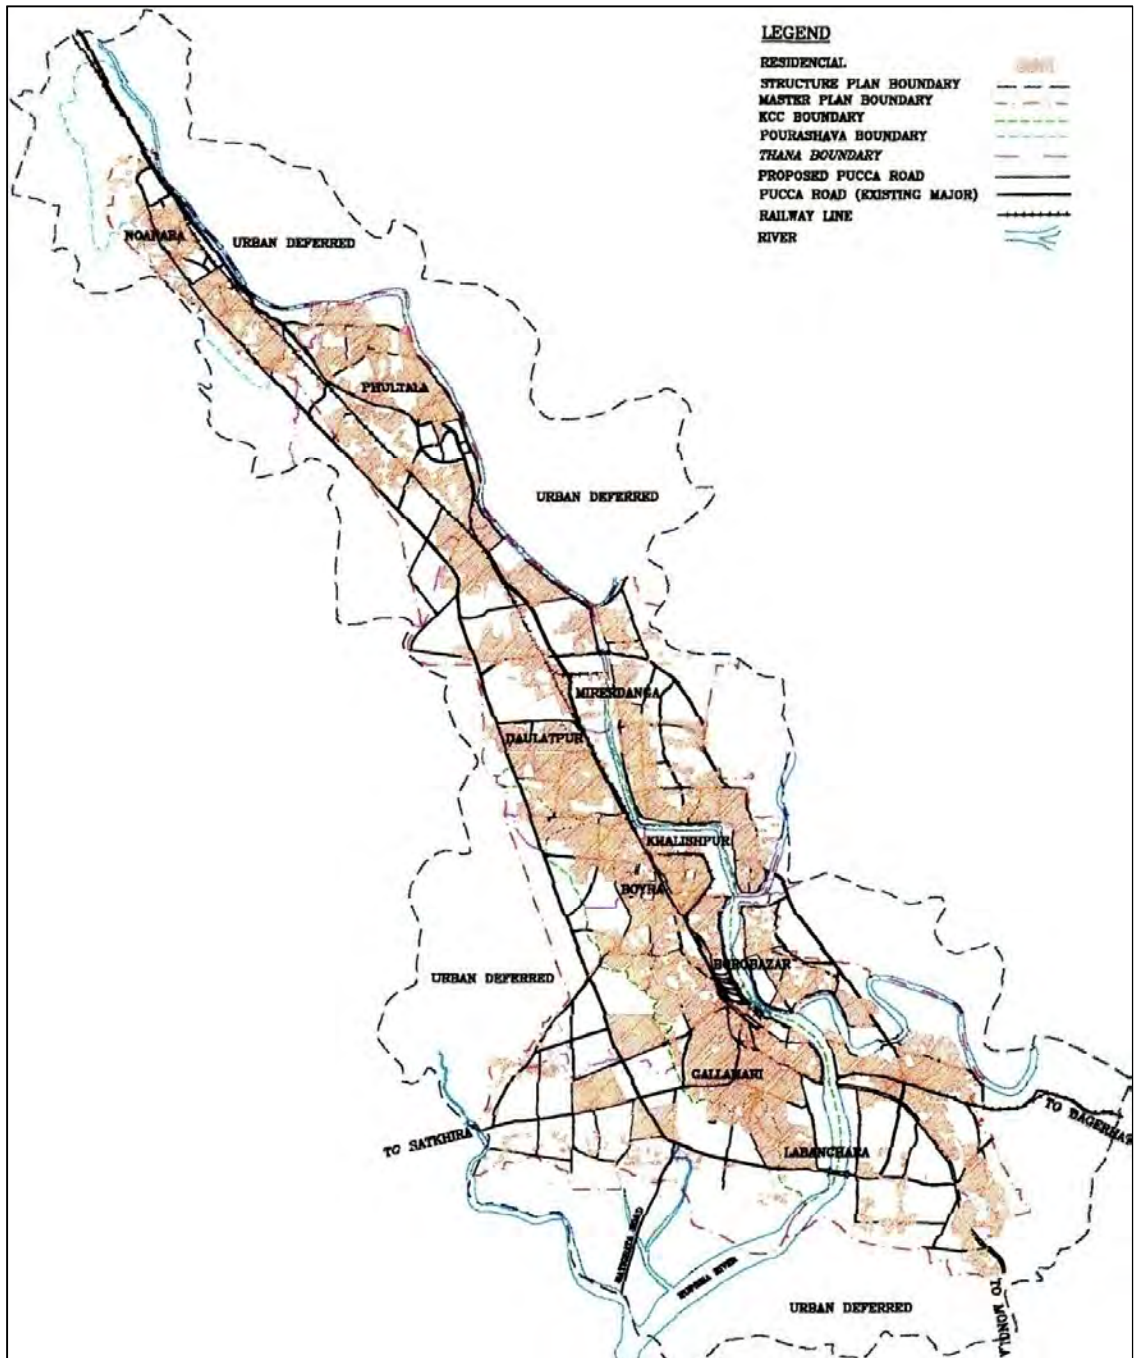 LEGEND
RESIDENCIAL
STRUCTURE PLAN BOUNDARY
MASTER PLAN BOUNDARY
KCC BOUNDARY
POURASHAVA BOUNDARY
THANA BOUNDARY
PROPOSED PUCCA ROAD
PUCCA ROAD (EXISTING MAJOR)
RAILWAY LINE
RIVER
NOAPARA
URBAN DEFERRED
PHULTALA
URBAN DEFERRED
MIRERDANGA
DAULATPUR
KHALISHPUR
BOYRA
BOROBAZAR
URBAN DEFERRED
GALLAMARI
TO SATKHIRA
TO BAGERHAT
LABANCHARA
ROAD
RUPSHA RIVER
URBAN DEFERRED
TO MONGLA